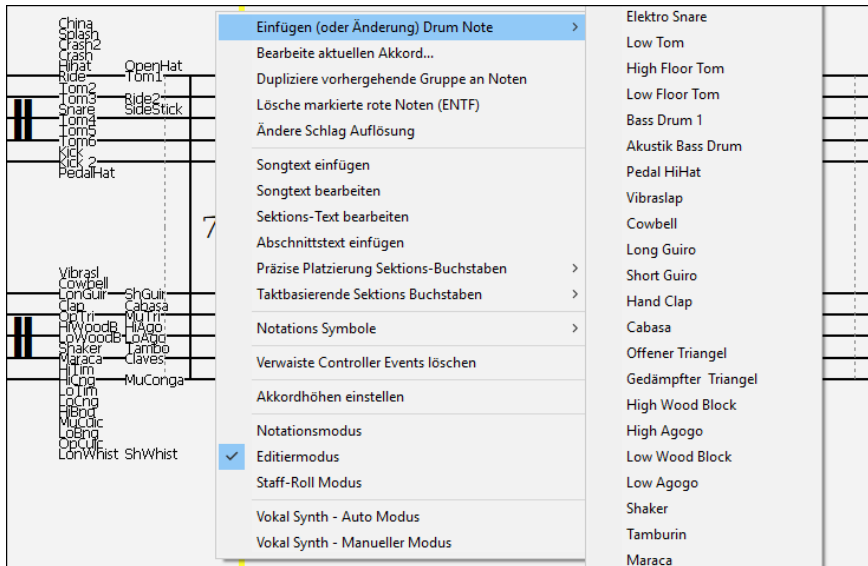 China
Splash
Crash2
Crash
Hihat OpenHat
Ride Tom1
Tom2
Tom3 Ride2
Snare SideStick
Tom4
Tom5
Tom6
Kick
Kick 2
PedalHat
7
Vibrasl
Cowbell
LonGuir ShGuir
Clap Cabasa
OpTri MuTri
HiWoodB HiAgo
LoWoodB LoAgo
Shaker Tambo
Maraca Claves
HiTim
HiCng MuConga
LoTim
LoCng
HiBng
MuCuic
LoBng
OpCuic
LonWhist ShWhist
Einfügen (oder Änderung) Drum Note
Bearbeite aktuellen Akkord...
Dupliziere vorhergehende Gruppe an Noten
Lösche markierte rote Noten (ENTF)
Ändere Schlag Auflösung
Songtext einfügen
Songtext bearbeiten
Sektions-Text bearbeiten
Abschnittstext einfügen
Präzise Platzierung Sektions-Buchstaben
Taktbasierende Sektions Buchstaben
Notations Symbole
Verwaiste Controller Events löschen
Akkordhöhen einstellen
Notationsmodus
Editiermodus
Staff-Roll Modus
Vokal Synth - Auto Modus
Vokal Synth - Manueller Modus
Elektro Snare
Low Tom
High Floor Tom
Low Floor Tom
Bass Drum 1
Akustik Bass Drum
Pedal HiHat
Vibraslap
Cowbell
Long Guiro
Short Guiro
Hand Clap
Cabasa
Offener Triangel
Gedämpfter Triangel
High Wood Block
High Agogo
Low Wood Block
Low Agogo
Shaker
Tamburin
Maraca